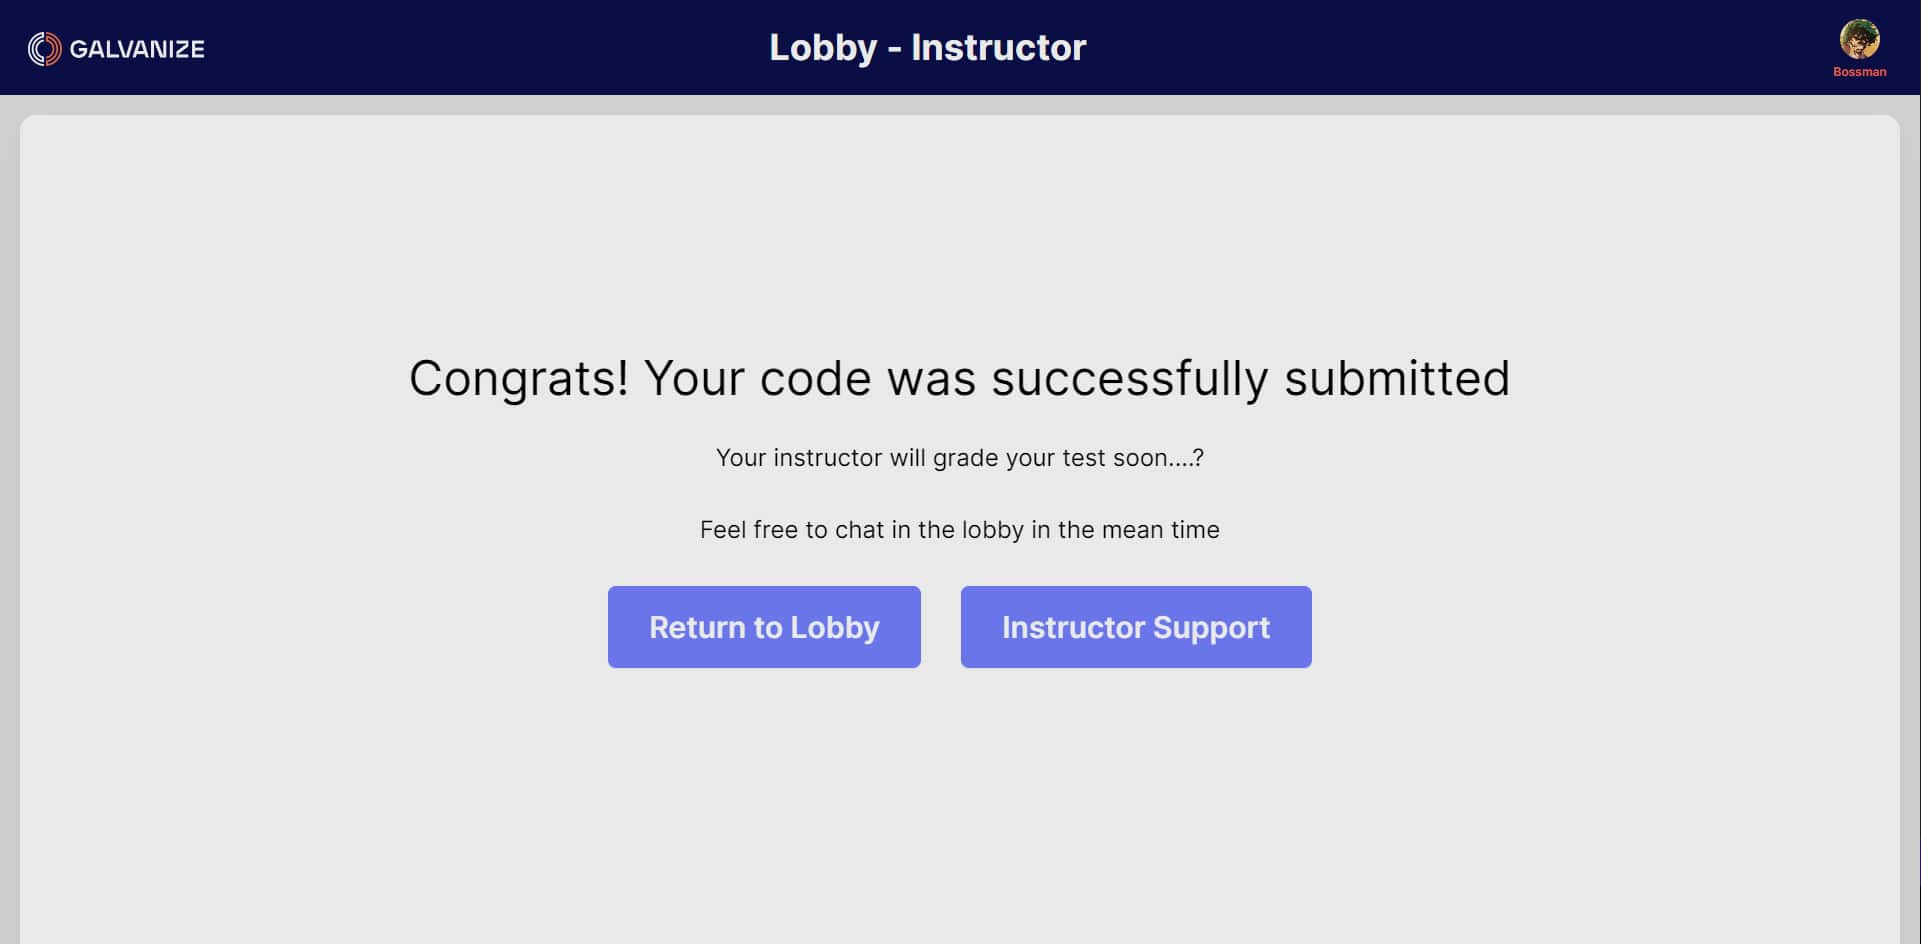 GALVANIZE
Lobby - Instructor
Bossman
Congrats! Your code was successfully submitted
Your instructor will grade your test soon....?
Feel free to chat in the lobby in the mean time
Return to Lobby
Instructor Support